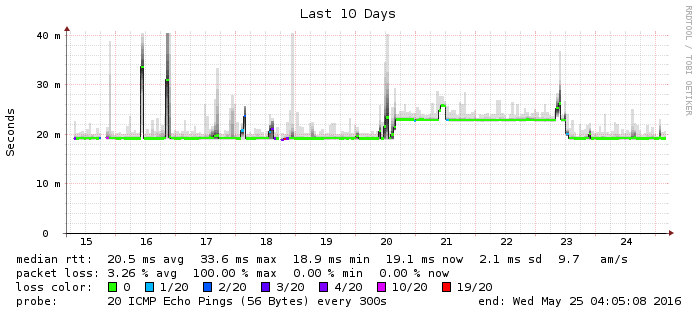 Last 10 Days
RRDTOOL / TOBI OETIKER
Seconds
40 m
30 m
20 m
10 m
0
15 16 17 18 19 20 21 22 23 24
median rtt: 20.5 ms avg 33.6 ms max 18.9 ms min 19.1 ms now 2.1 ms sd 9.7 am/s
packet loss: 3.26 % avg 100.00 % max 0.00 % min 0.00 % now
loss color: 0 1/20 2/20 3/20 4/20 10/20 19/20
probe: 20 ICMP Echo Pings (56 Bytes) every 300s end: Wed May 25 04:05:08 2016